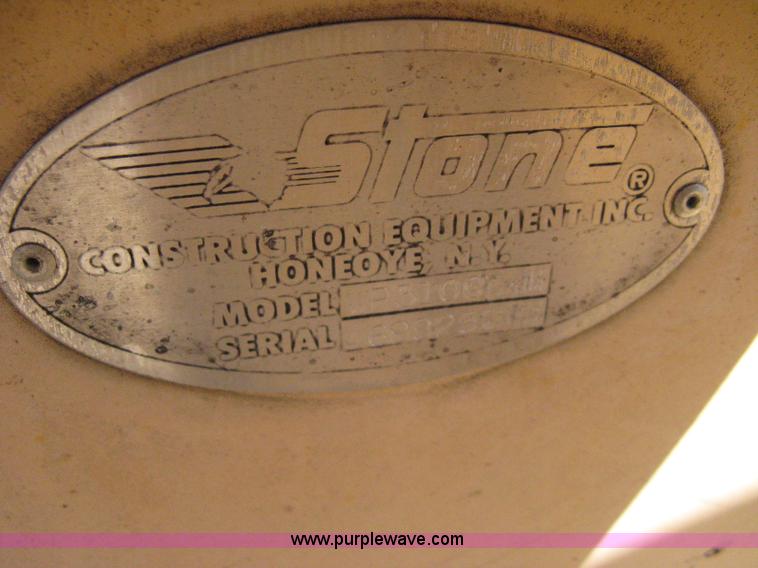 Stone ®
CONSTRUCTION EQUIPMENT, INC.
HONEOYE, N.Y.
MODEL
SERIAL
www.purplewave.com